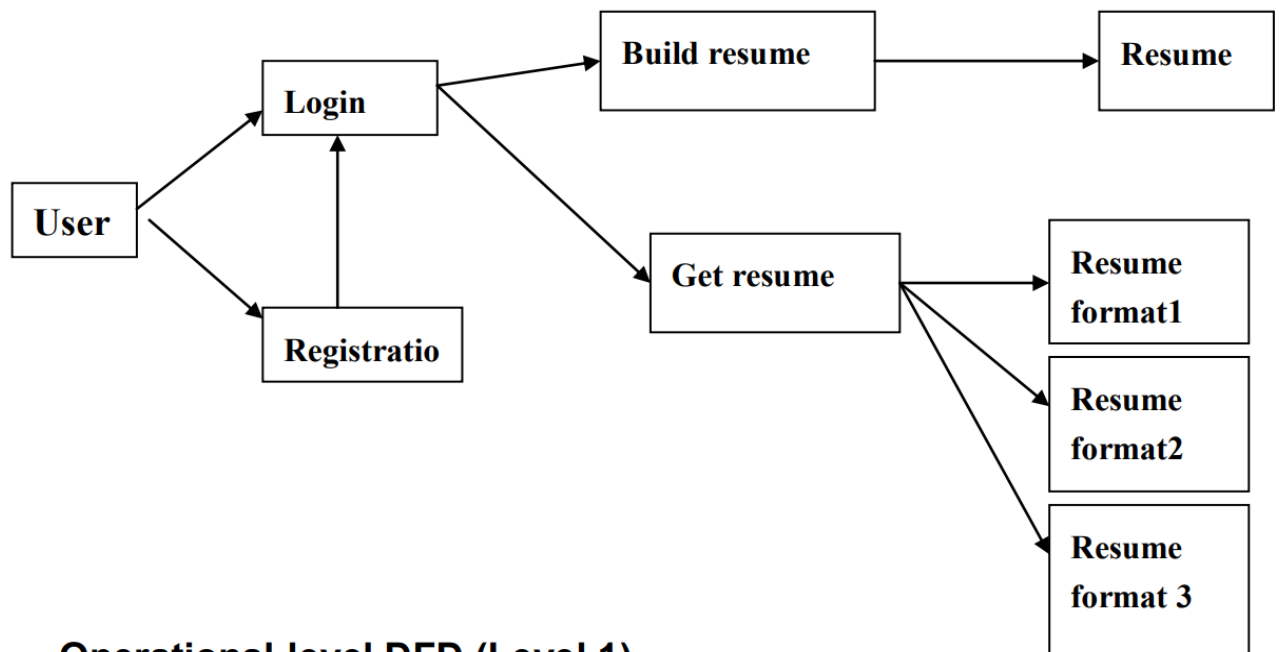 Build resume
Resume
Login
User
Registratio
Get resume
Resume
format1
Resume
format2
Resume
format 3
Operational level DFD (Level 1)